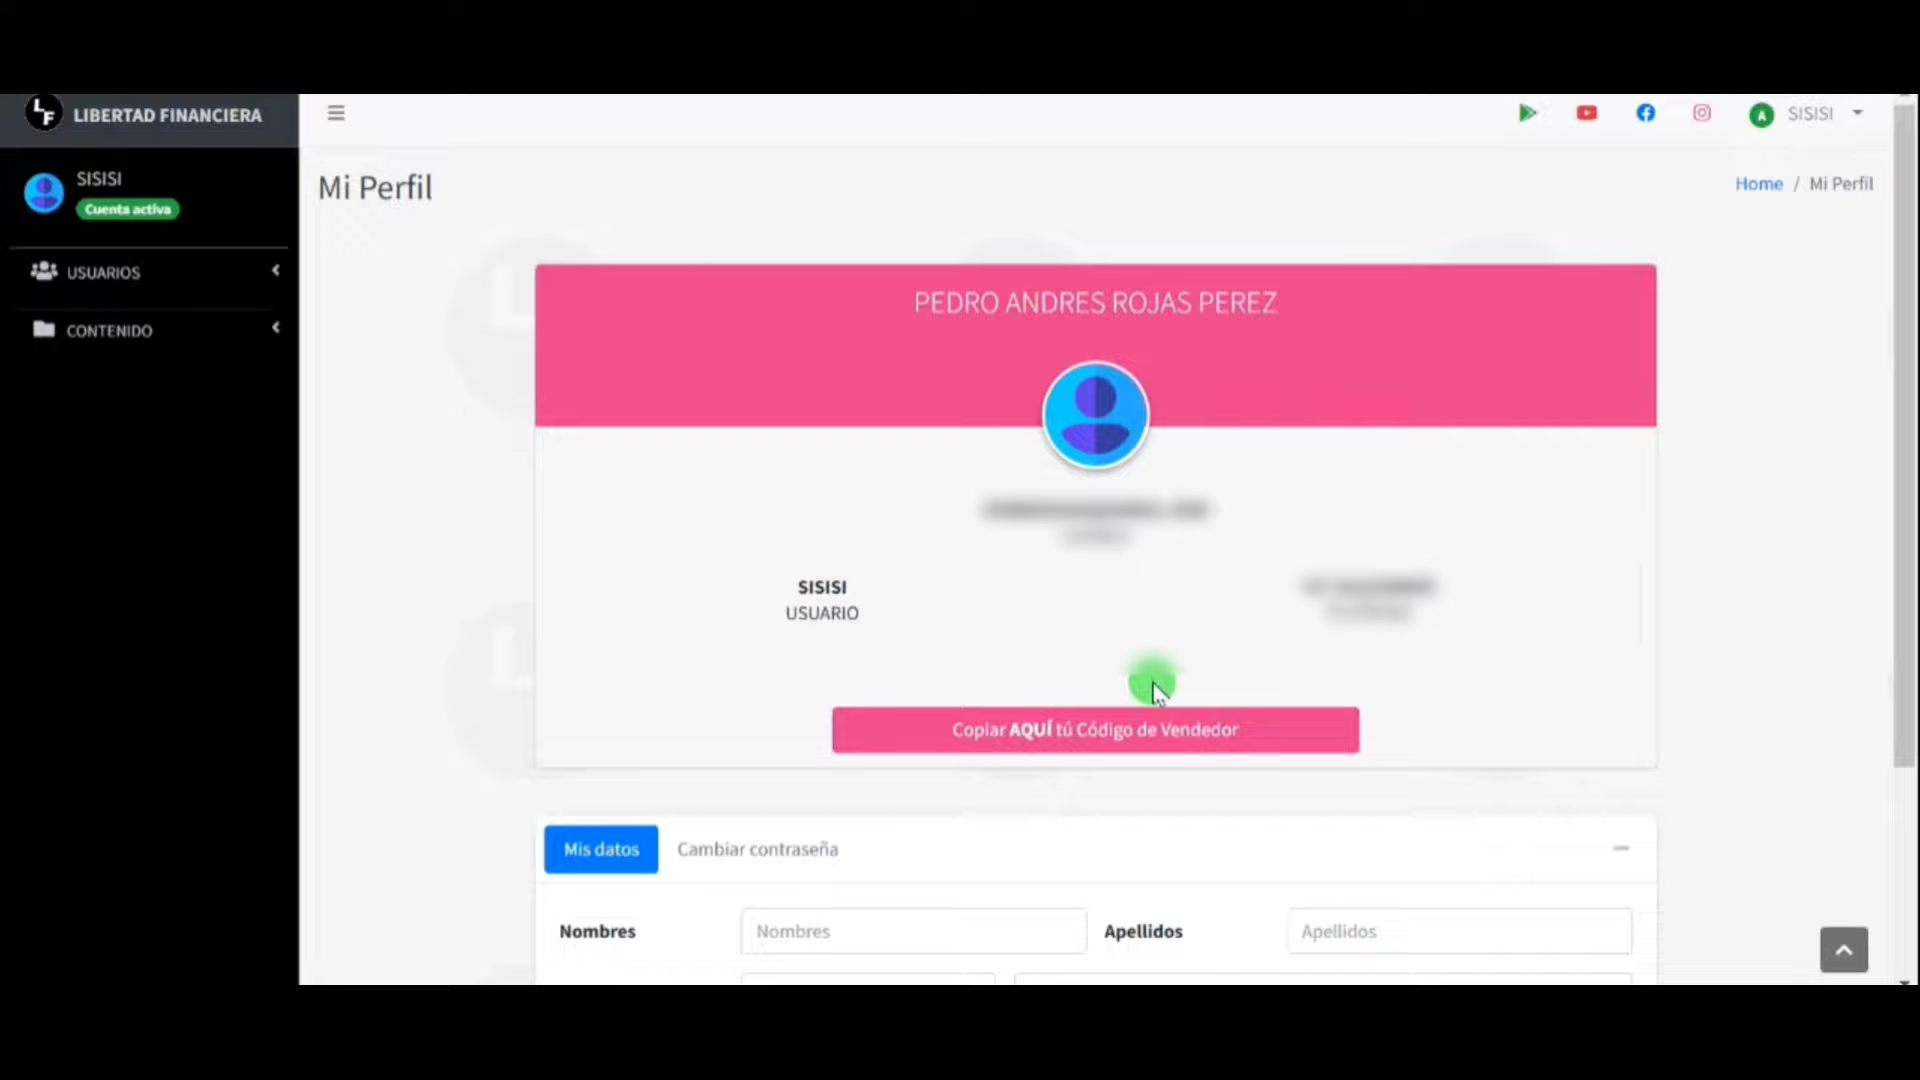 LF LIBERTAD FINANCIERA
A SISISI
SISISI
Cuenta activa
USUARIOS
CONTENIDO
Mi Perfil
Home / Mi Perfil
PEDRO ANDRES ROJAS PEREZ
SISISI
USUARIO
Copiar AQUÍ tú Código de Vendedor
Mis datos Cambiar contraseña
Nombres Nombres Apellidos Apellidos